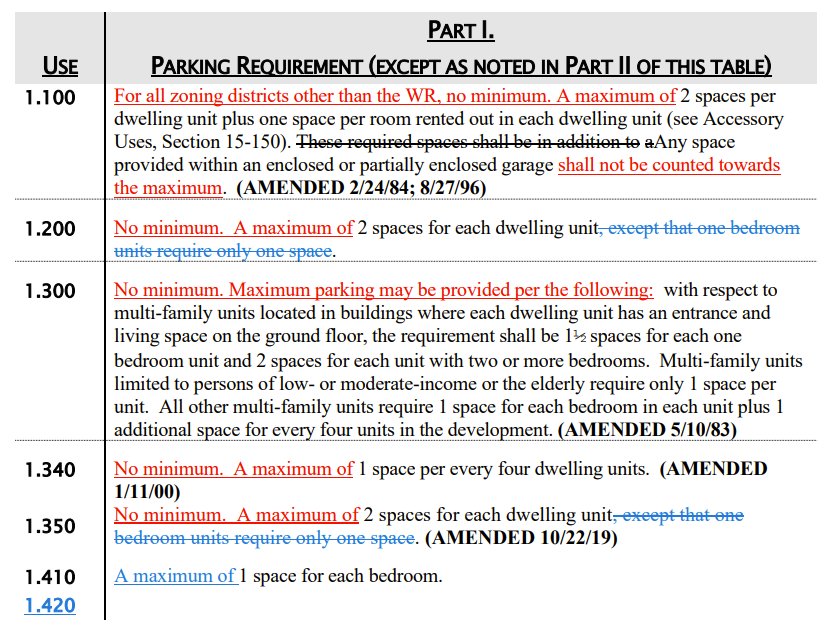 PART I.
USE PARKING REQUIREMENT (EXCEPT AS NOTED IN PART II OF THIS TABLE)
1.100 For all zoning districts other than the WR, no minimum. A maximum of 2 spaces per
dwelling unit plus one space per room rented out in each dwelling unit (see Accessory
Uses, Section 15-150). These required spaces shall be in addition to aAny space
provided within an enclosed or partially enclosed garage shall not be counted towards
the maximum. (AMENDED 2/24/84; 8/27/96)
1.200 No minimum. A maximum of 2 spaces for each dwelling unit, except that one bedroom
units require only one space.
1.300 No minimum. Maximum parking may be provided per the following: with respect to
multi-family units located in buildings where each dwelling unit has an entrance and
living space on the ground floor, the requirement shall be 1½ spaces for each one
bedroom unit and 2 spaces for each unit with two or more bedrooms. Multi-family units
limited to persons of low- or moderate-income or the elderly require only 1 space per
unit. All other multi-family units require 1 space for each bedroom in each unit plus 1
additional space for every four units in the development. (AMENDED 5/10/83)
1.340 No minimum. A maximum of 1 space per every four dwelling units. (AMENDED
1/11/00)
1.350 No minimum. A maximum of 2 spaces for each dwelling unit, except that one
bedroom units require only one space. (AMENDED 10/22/19)
1.410 A maximum of 1 space for each bedroom.
1.420